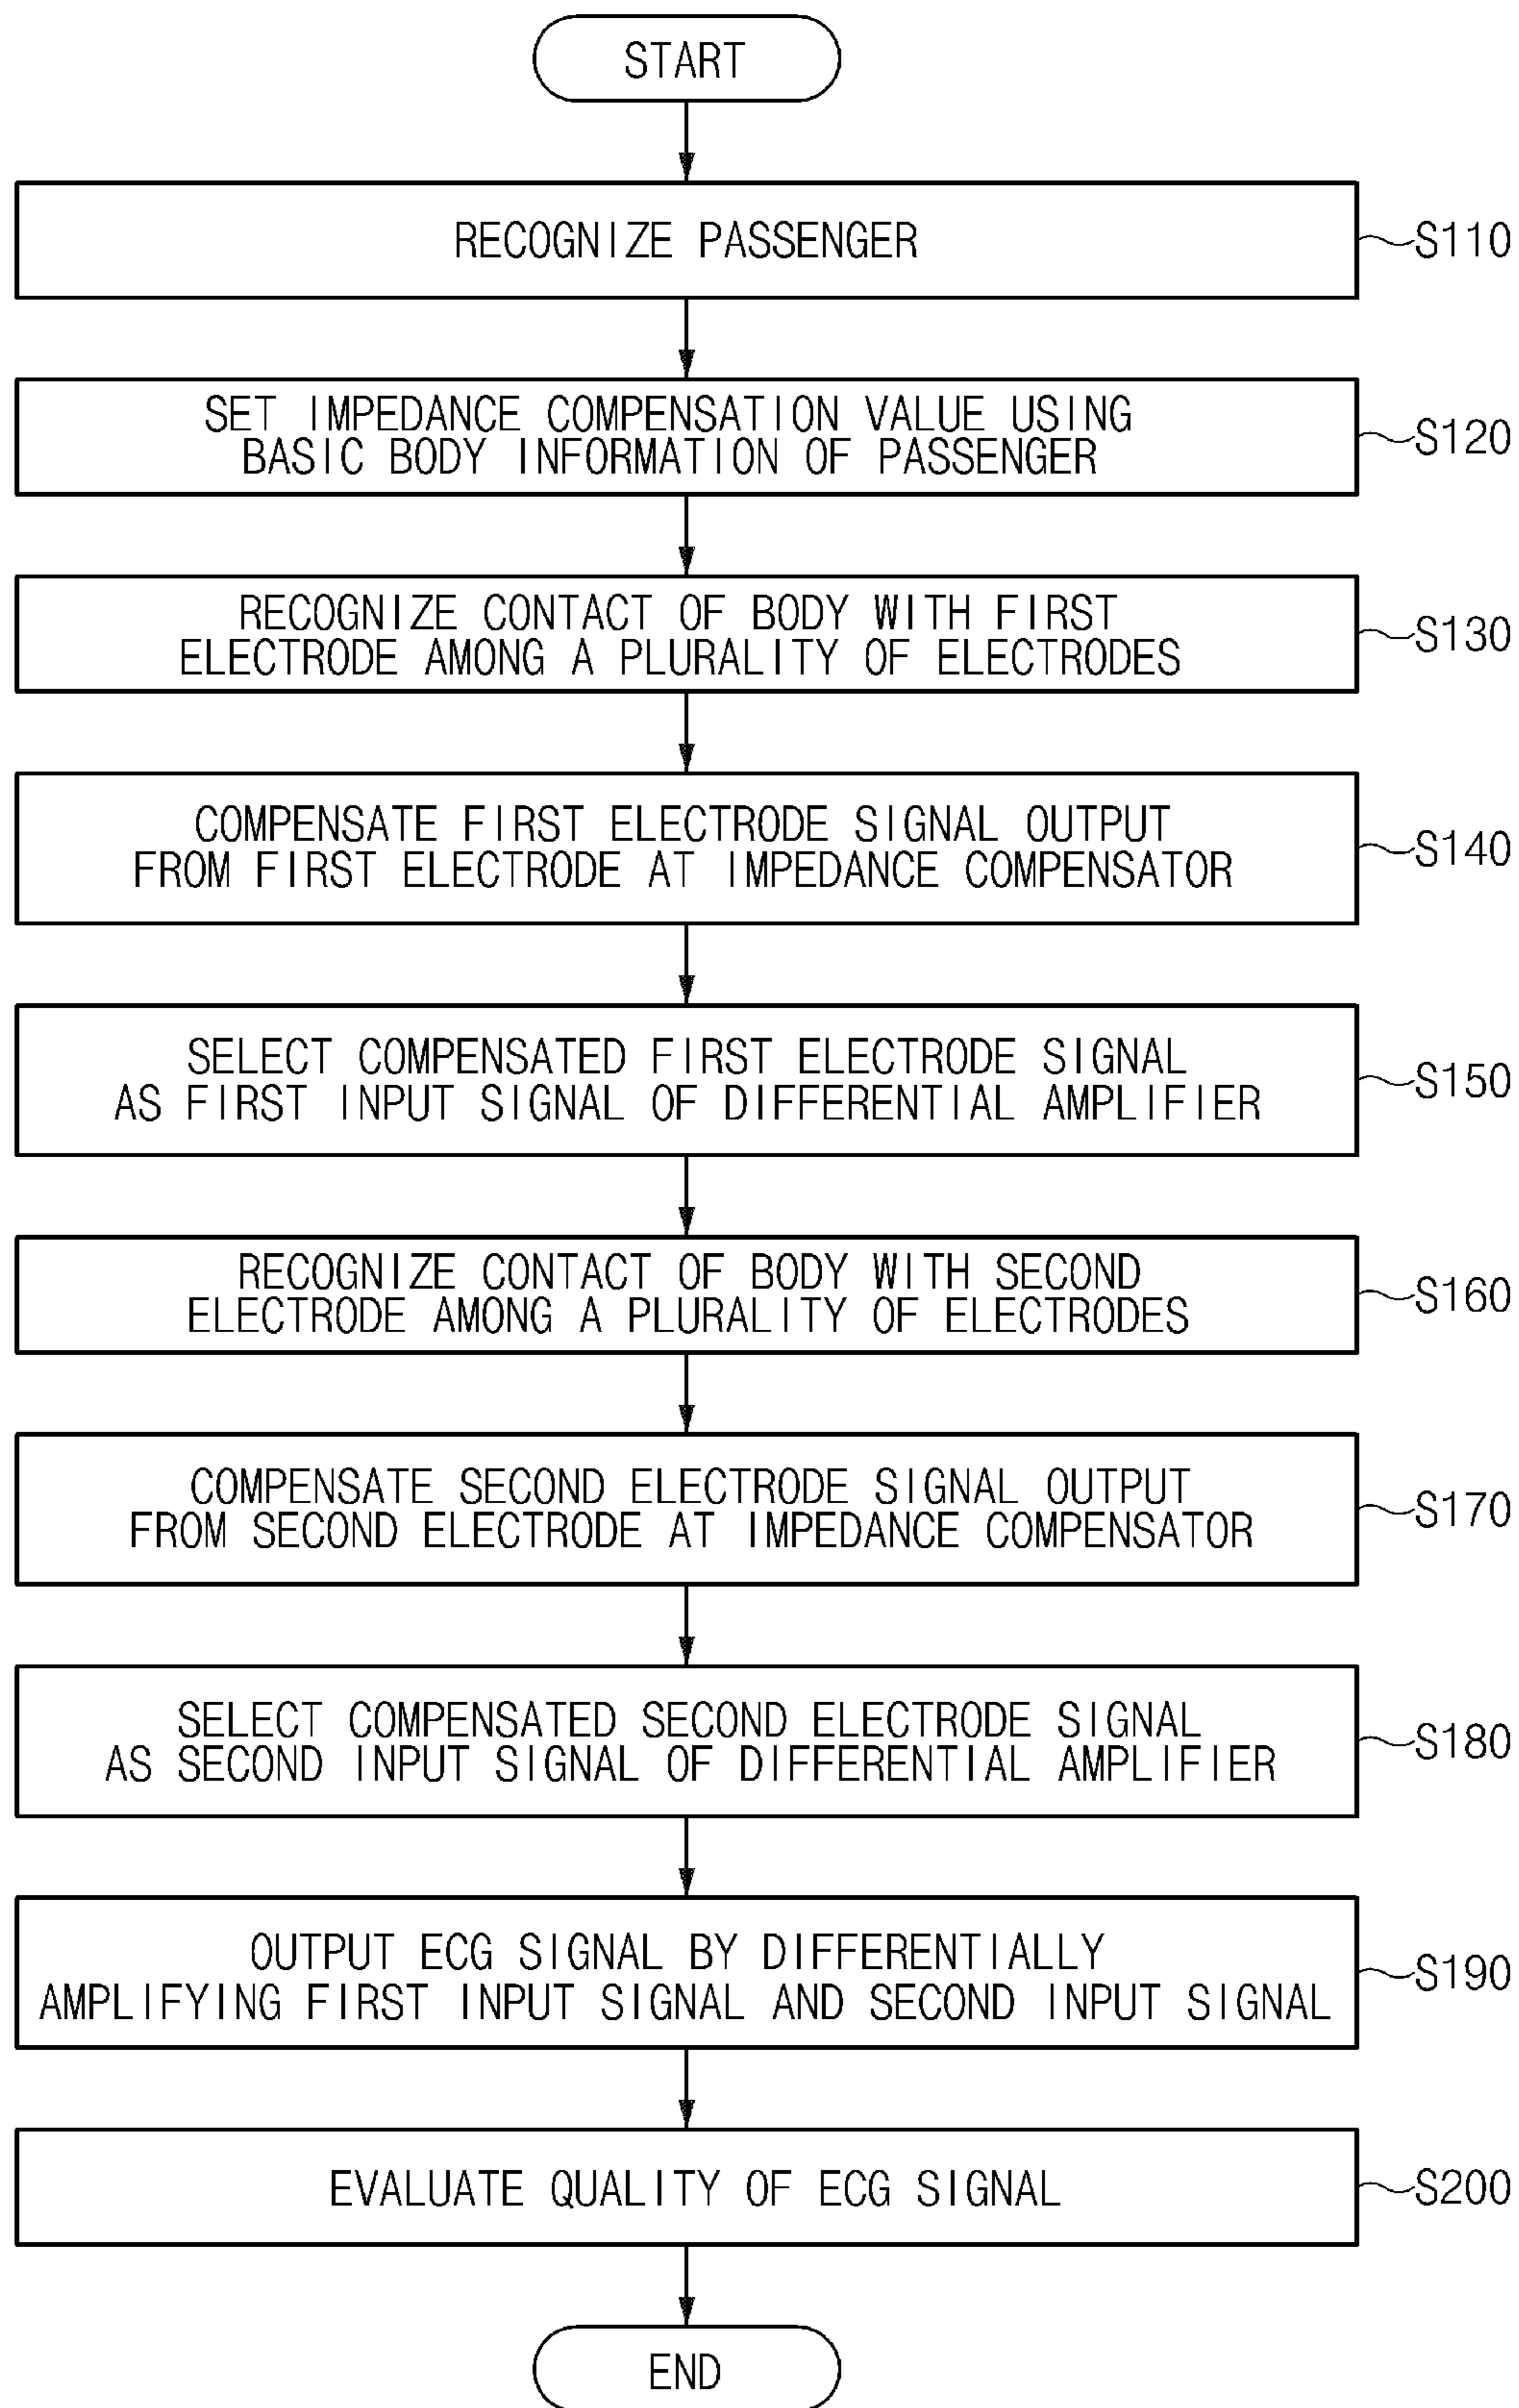 START
RECOGNIZE PASSENGER
S110
SET IMPEDANCE COMPENSATION VALUE USING
BASIC BODY INFORMATION OF PASSENGER
S120
RECOGNIZE CONTACT OF BODY WITH FIRST
ELECTRODE AMONG A PLURALITY OF ELECTRODES
S130
COMPENSATE FIRST ELECTRODE SIGNAL OUTPUT
FROM FIRST ELECTRODE AT IMPEDANCE COMPENSATOR
S140
SELECT COMPENSATED FIRST ELECTRODE SIGNAL
AS FIRST INPUT SIGNAL OF DIFFERENTIAL AMPLIFIER
S150
RECOGNIZE CONTACT OF BODY WITH SECOND
ELECTRODE AMONG A PLURALITY OF ELECTRODES
S160
COMPENSATE SECOND ELECTRODE SIGNAL OUTPUT
FROM SECOND ELECTRODE AT IMPEDANCE COMPENSATOR
S170
SELECT COMPENSATED SECOND ELECTRODE SIGNAL
AS SECOND INPUT SIGNAL OF DIFFERENTIAL AMPLIFIER
S180
OUTPUT ECG SIGNAL BY DIFFERENTIALLY
AMPLIFYING FIRST INPUT SIGNAL AND SECOND INPUT SIGNAL
S190
EVALUATE QUALITY OF ECG SIGNAL
S200
END